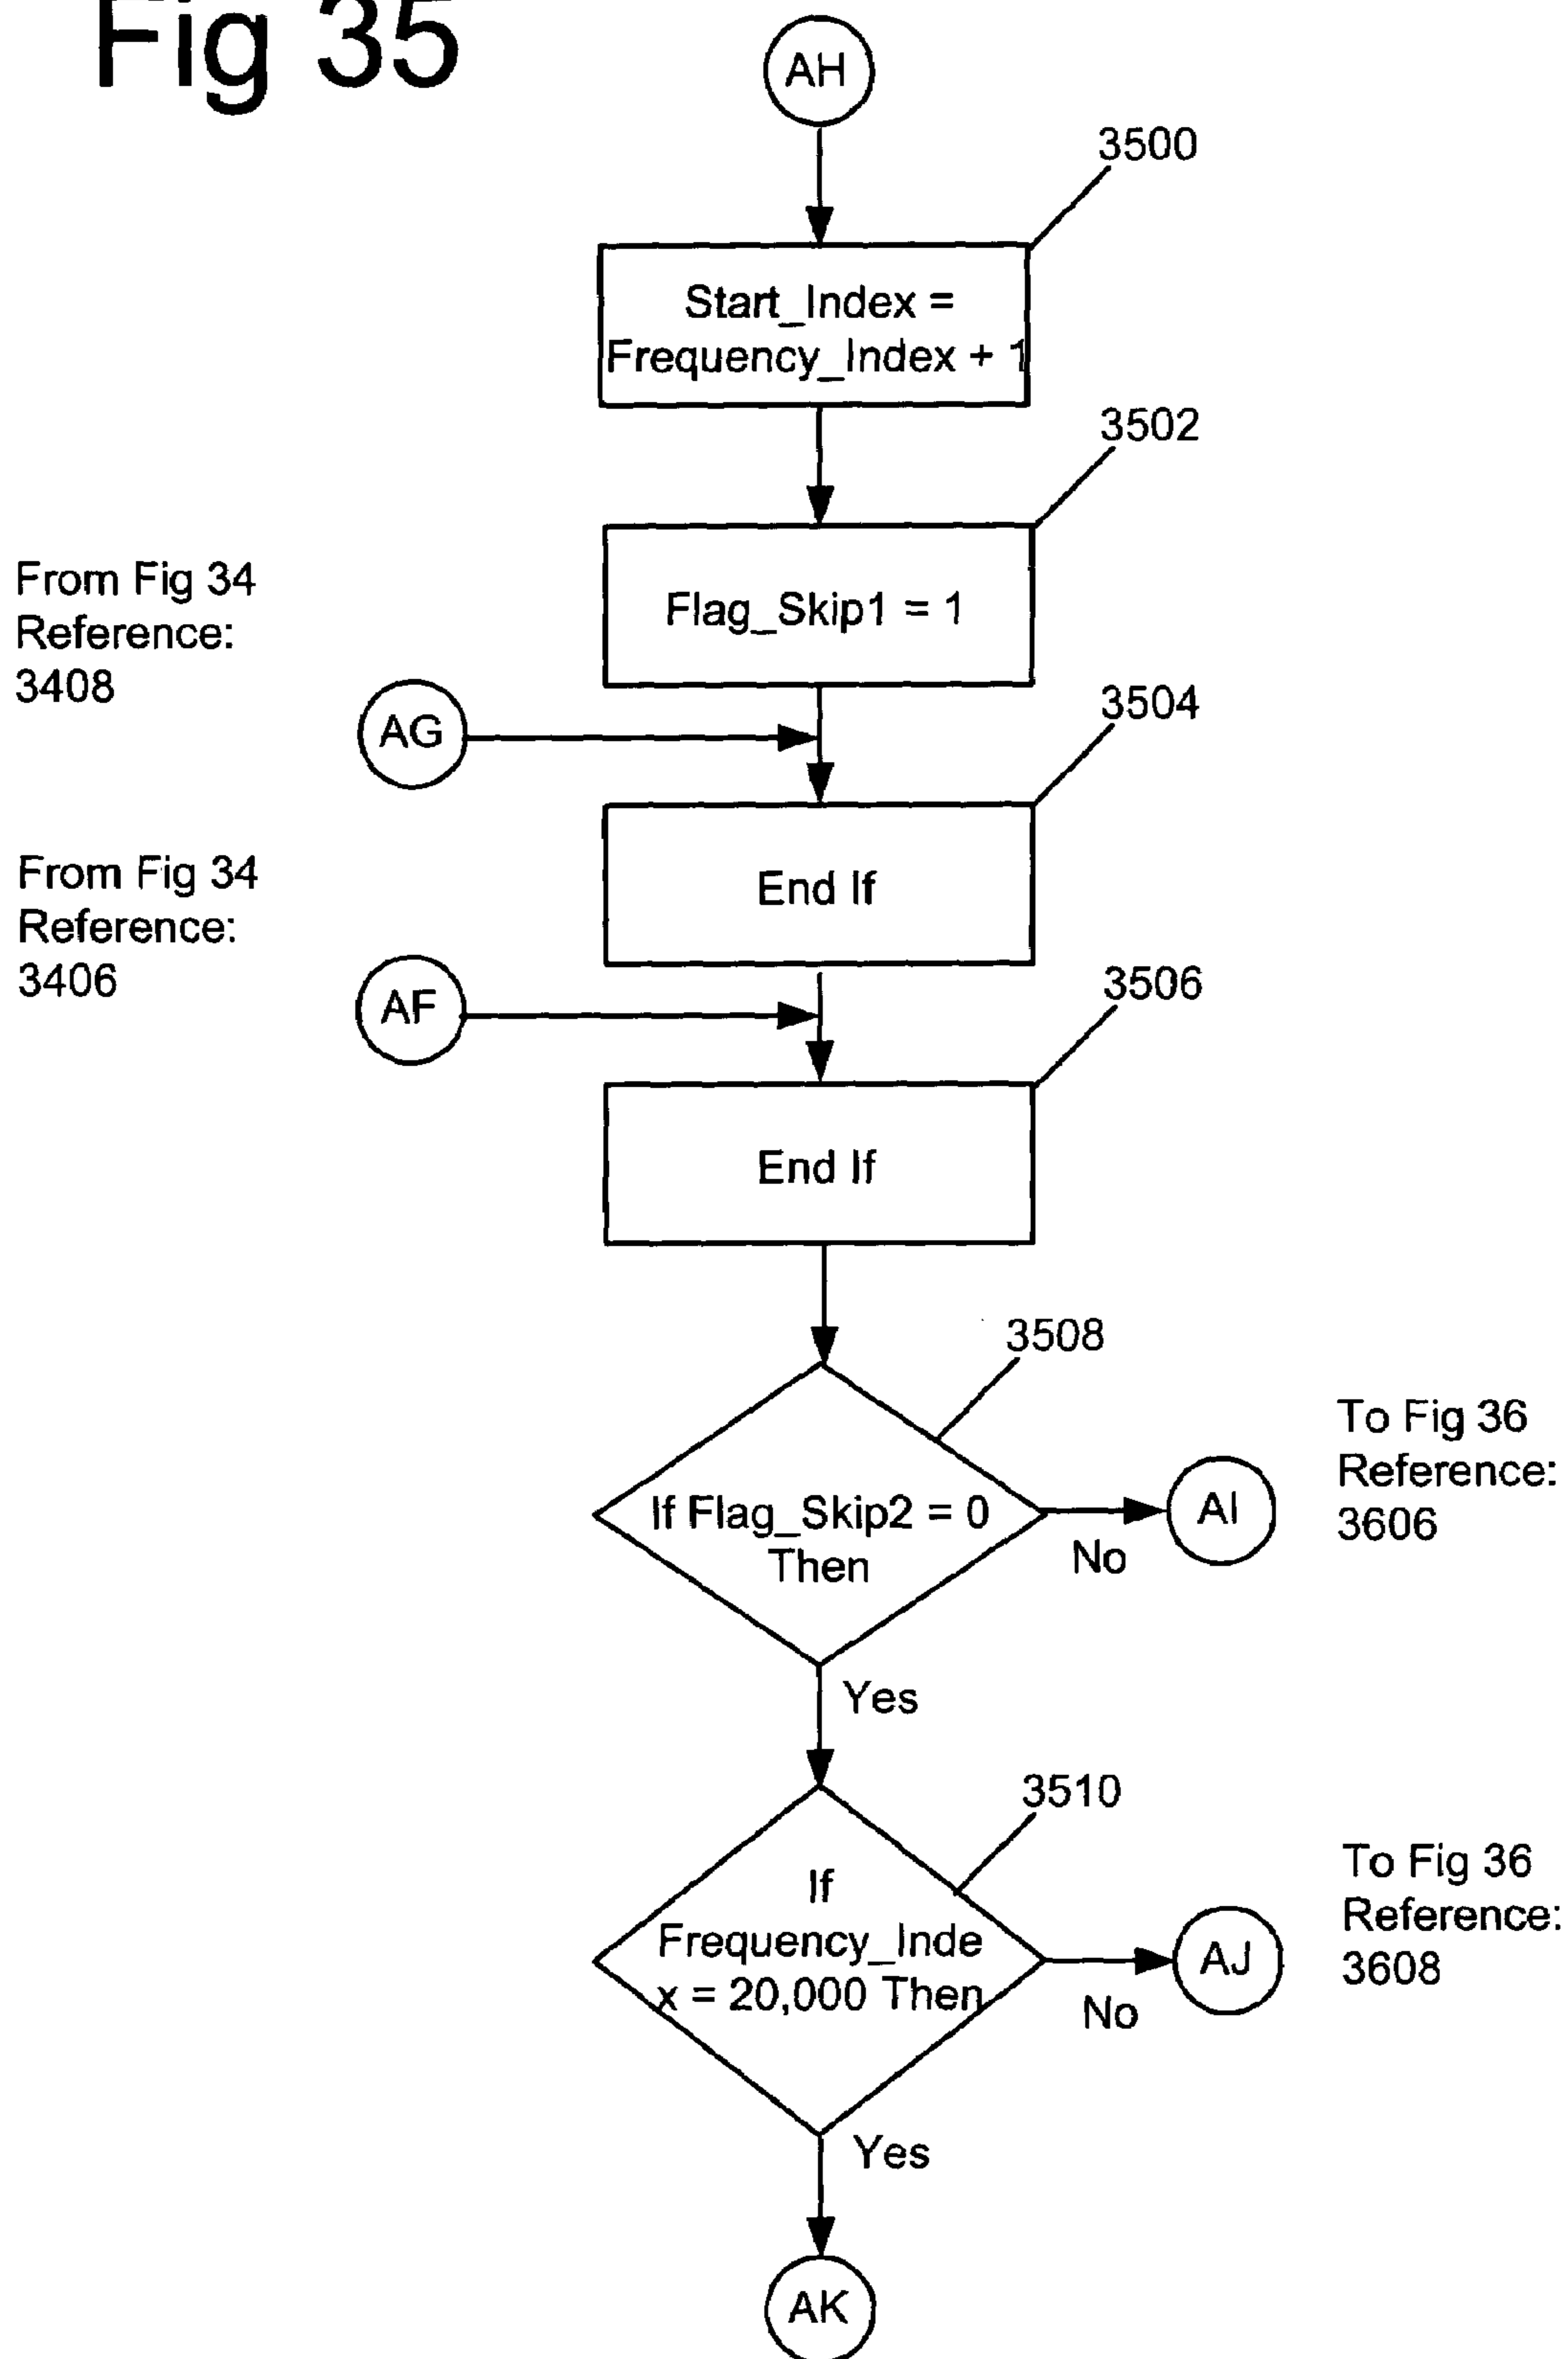 Fig 35
AH
3500
Start_Index =
Frequency_Index + 1
3502
Flag_Skip1 = 1
From Fig 34
Reference:
3408
AG
3504
End If
From Fig 34
Reference:
3406
AF
3506
End If
3508
If Flag_Skip2 = 0
Then
No
AI
To Fig 36
Reference:
3606
Yes
3510
If
Frequency_Inde
x = 20,000 Then
No
AJ
To Fig 36
Reference:
3608
Yes
AK